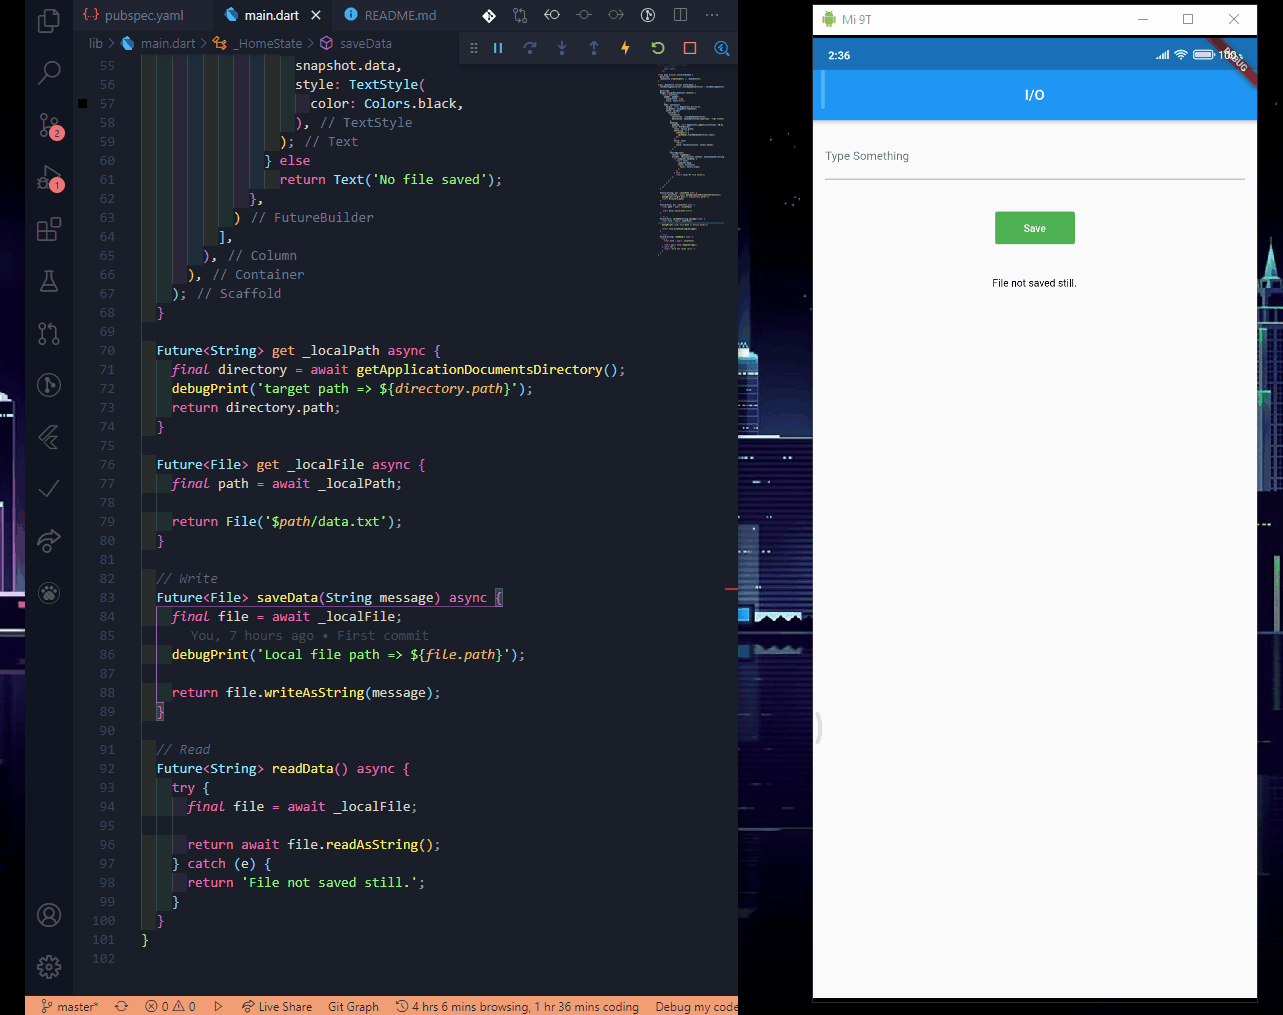 pubspec.yaml
main.dart
README.md
lib > main.dart > _HomeState > saveData
55 snapshot.data,
56 style: TextStyle(
57 color: Colors.black,
58 ), // TextStyle
59 ); // Text
60 } else
61 return Text('No file saved');
62 },
63 ) // FutureBuilder
64 ],
65 ), // Column
66 ), // Container
67 ); // Scaffold
68 }
69
70 Future<String> get _localPath async {
71 final directory = await getApplicationDocumentsDirectory();
72 debugPrint('target path => ${directory.path}');
73 return directory.path;
74 }
75
76 Future<File> get _localFile async {
77 final path = await _localPath;
78
79 return File('$path/data.txt');
80 }
81
82 // Write
83 Future<File> saveData(String message) async {
84 final file = await _localFile;
85 You, 7 hours ago • First commit
86 debugPrint('Local file path => ${file.path}');
87
88 return file.writeAsString(message);
89 }
90
91 // Read
92 Future<String> readData() async {
93 try {
94 final file = await _localFile;
95
96 return await file.readAsString();
97 } catch (e) {
98 return 'File not saved still.';
99 }
100 }
101 }
102
2
1
master* 0 0 Live Share Git Graph 4 hrs 6 mins browsing, 1 hr 36 mins coding Debug my code
Mi 9T
2:36
DEBUG
I/O
Type Something
Save
File not saved still.